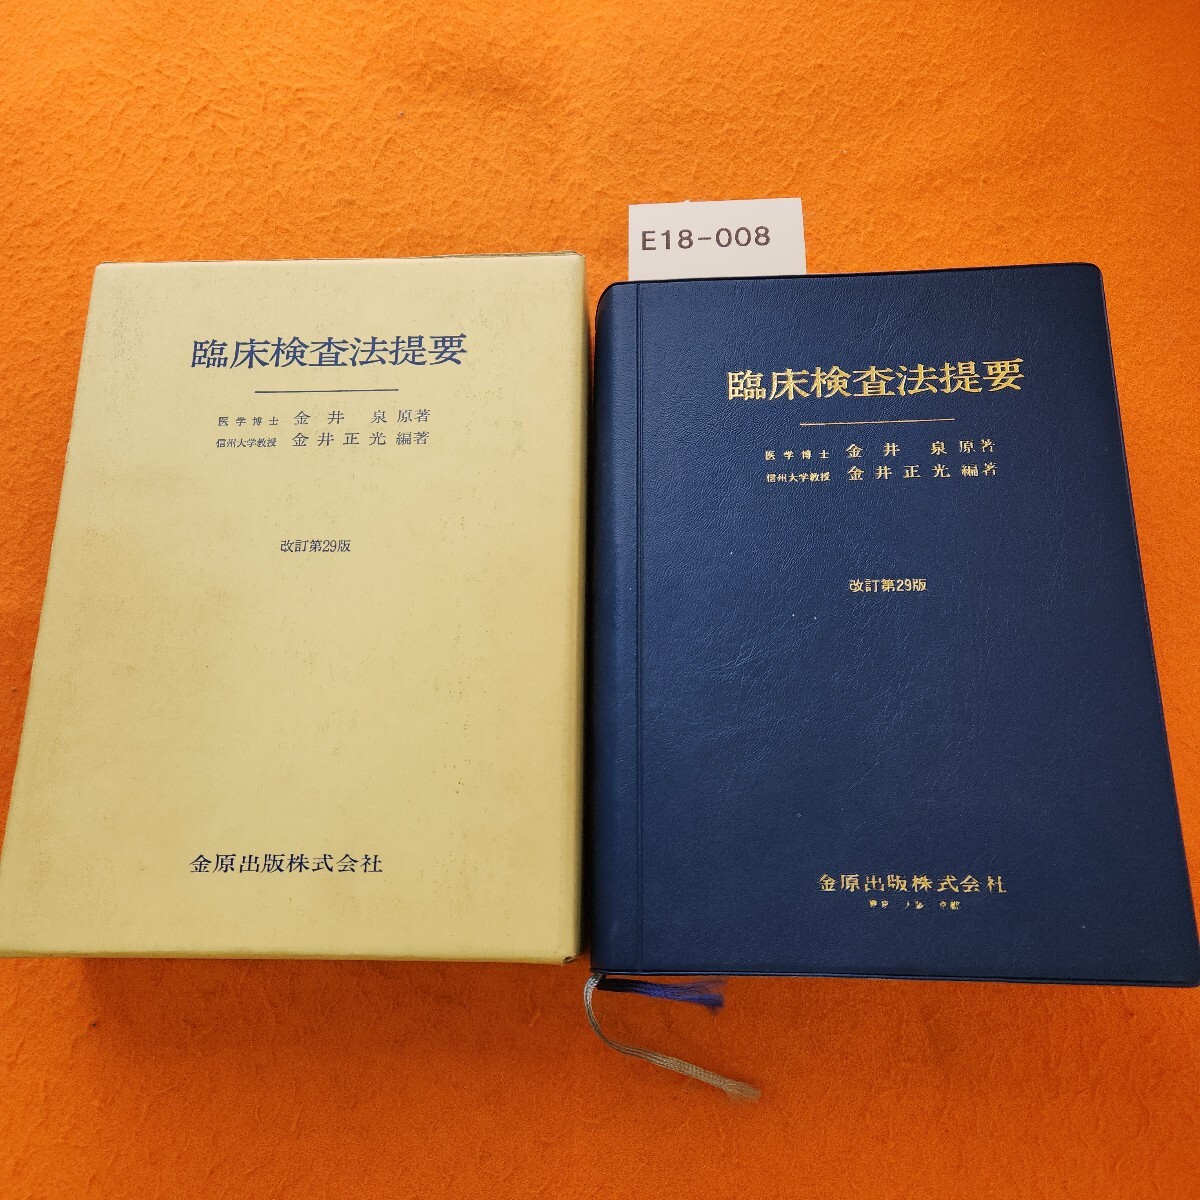 E18-008
臨床検査法提要
医学博士 金井 泉 原著
信州大学教授 金井正光 編著
改訂第29版
金原出版株式会社
臨床検査法提要
医学博士 金井 泉 原著
信州大学教授 金井正光 編著
改訂第29版
金原出版株式会社